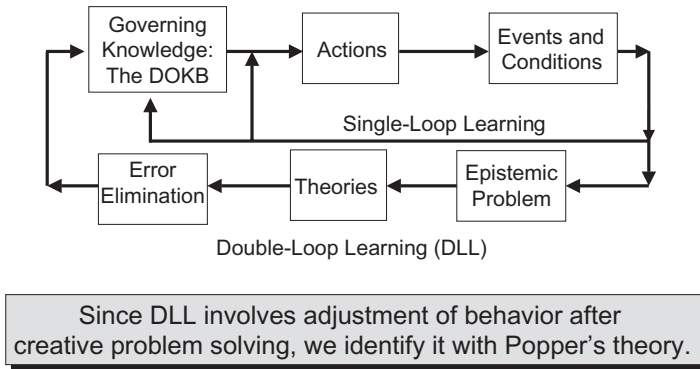 Governing
Knowledge:
The DOKB
Actions
Events and
Conditions
Single-Loop Learning
Error
Elimination
Theories
Epistemic
Problem
Double-Loop Learning (DLL)
Since DLL involves adjustment of behavior after
creative problem solving, we identify it with Popper's theory.